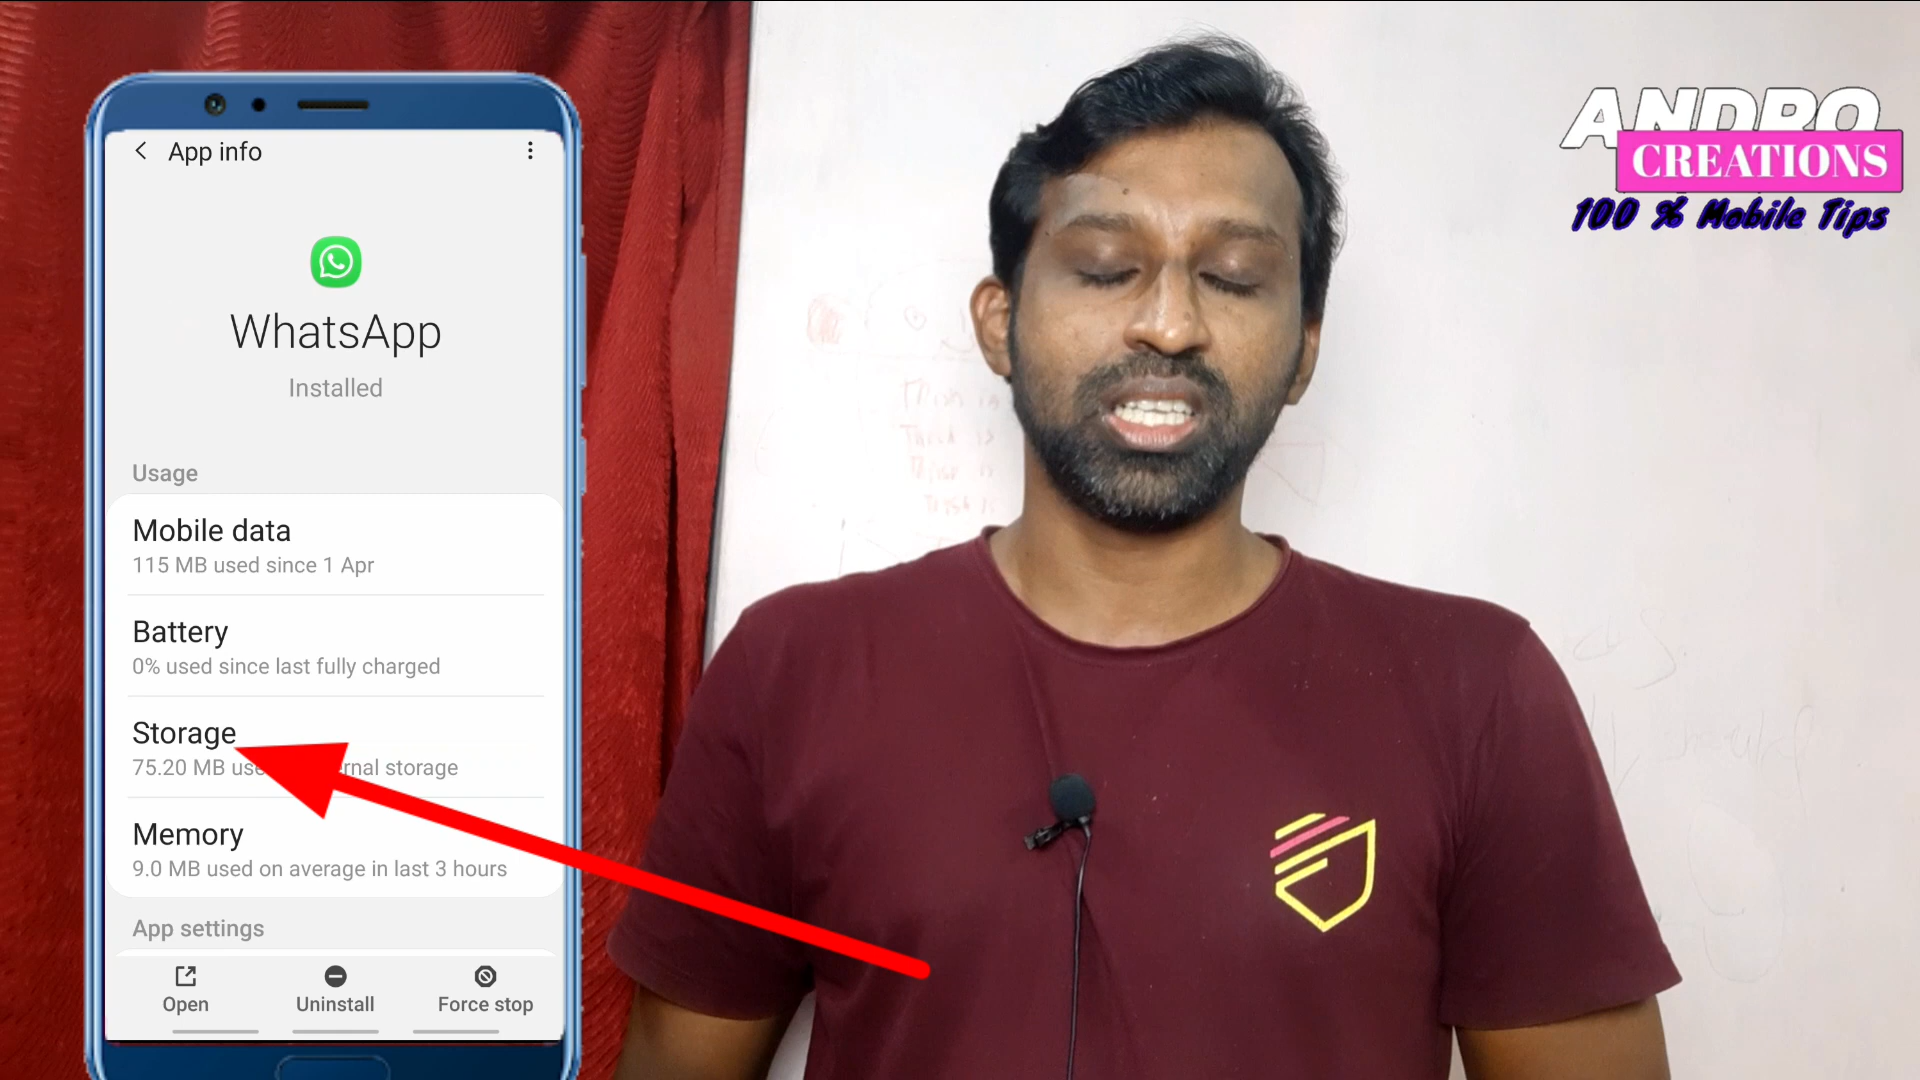 App info
WhatsApp
Installed
Usage
Mobile data
115 MB used since 1 Apr
Battery
0% used since last fully charged
Storage
75.20 MB rnal storage
Memory
9.0 MB used on average in last 3 hours
App settings
Open
Uninstall
Force stop
ANDRO
CREATIONS
100 % Mobile Tips